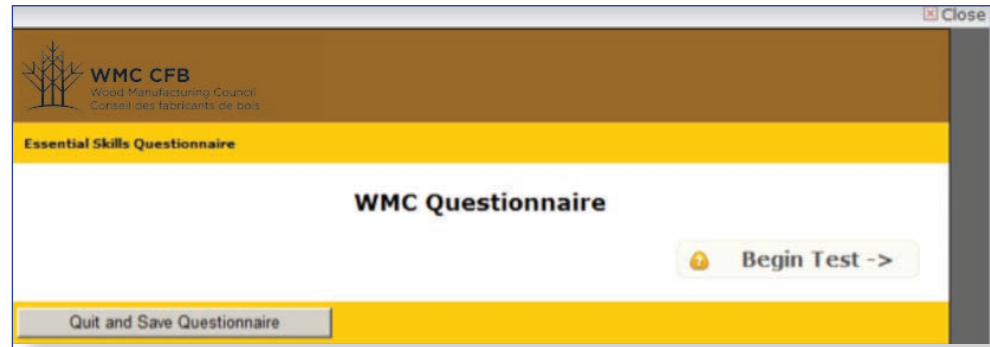 Close
WMC CFB
Wood Manufacturing Council
Conseil des fabricants de bois
Essential Skills Questionnaire
WMC Questionnaire
Begin Test ->
Quit and Save Questionnaire